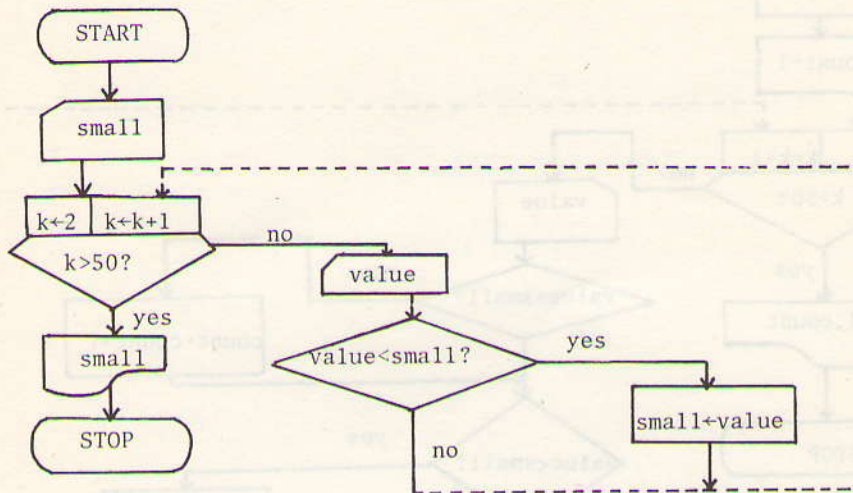 START
small
k←2 k←k+1
k>50?
no
value
yes
small
STOP
value<small?
yes
small←value
no